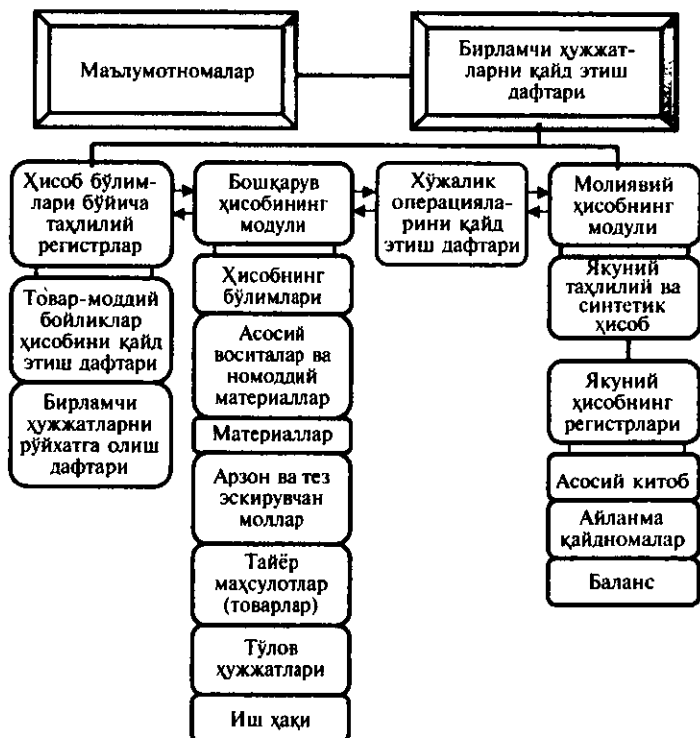 Маълумотномалар
Бирламчи ҳужжат-
ларни қайд этиш
дафтари
Ҳисоб бўлим-
лари бўйича
таҳлилий
регистрлар
Товар-моддий
бойликлар
ҳисобини қайд
этиш дафтари
Бирламчи
ҳужжатларни
рўйхатга олиш
дафтари
Бошқарув
ҳисобининг
модули
Ҳисобнинг
бўлимлари
Асосий
воситалар ва
номоддий
материаллар
Материаллар
Арзон ва тез
эскирувчан
моллар
Тайёр
маҳсулотлар
(товарлар)
Тўлов
ҳужжатлари
Иш ҳақи
Хўжалик
операцияла-
рини қайд
этиш дафтари
Молиявий
ҳисобнинг
модули
Якуний
таҳлилий ва
синтетик
ҳисоб
Якуний
ҳисобнинг
регистрлари
Асосий китоб
Айланма
қайдномалар
Баланс